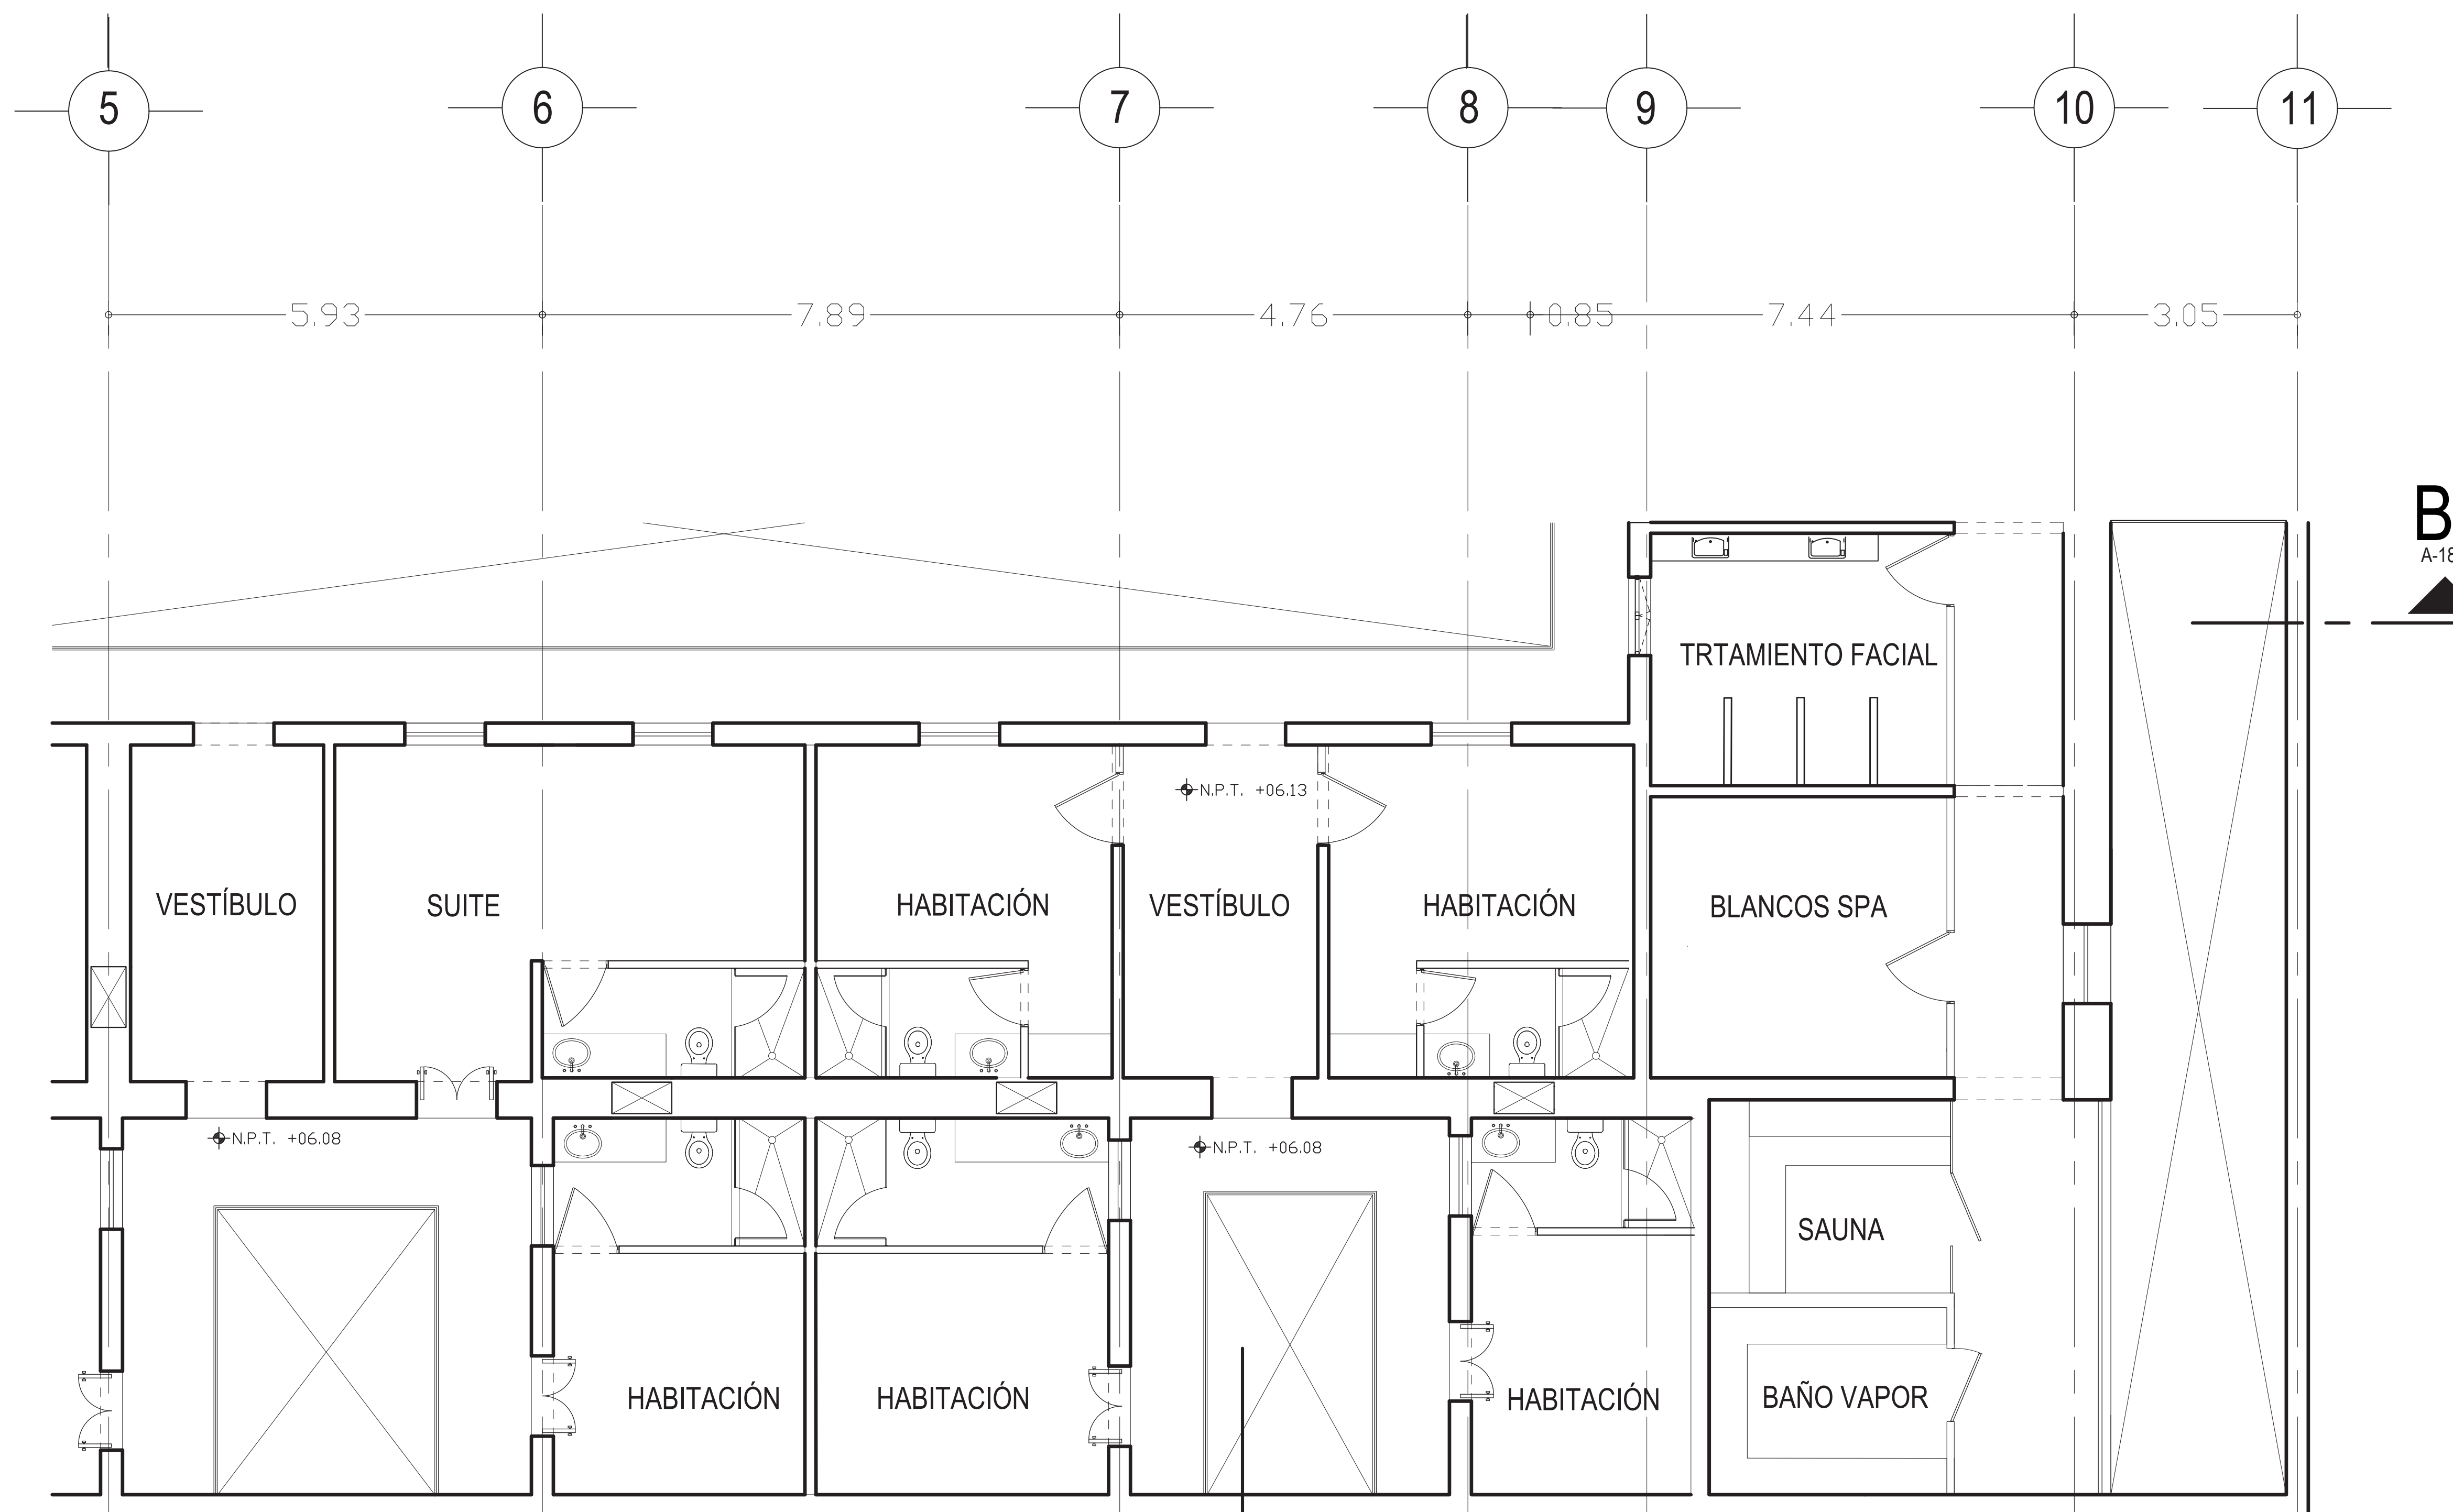 5 6 7 8 9 10 11
5.93 7.89 4.76 0.85 7.44 3.05
B
A-18
TRTAMIENTO FACIAL
N.P.T. +06.13
VESTÍBULO SUITE HABITACIÓN VESTÍBULO HABITACIÓN BLANCOS SPA
N.P.T. +06.08 N.P.T. +06.08
SAUNA
HABITACIÓN HABITACIÓN HABITACIÓN BAÑO VAPOR